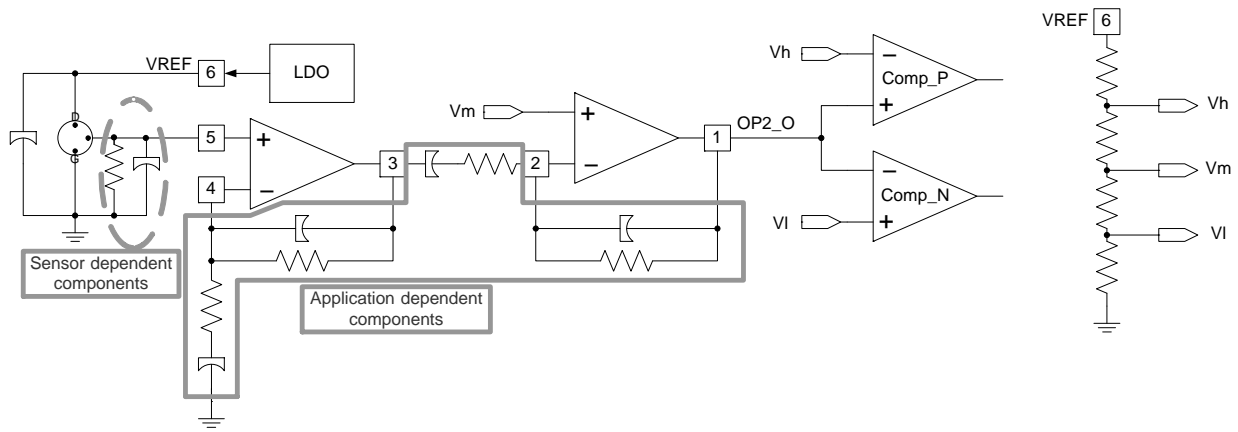 VREF
6
LDO
D
G
5
4
3
2
Vm
+
−
+
−
1
OP2_O
Vh
−
Comp_P
+
−
Comp_N
Vl
+
VREF 6
Vh
Vm
Vl
Sensor dependent
components
Application dependent
components